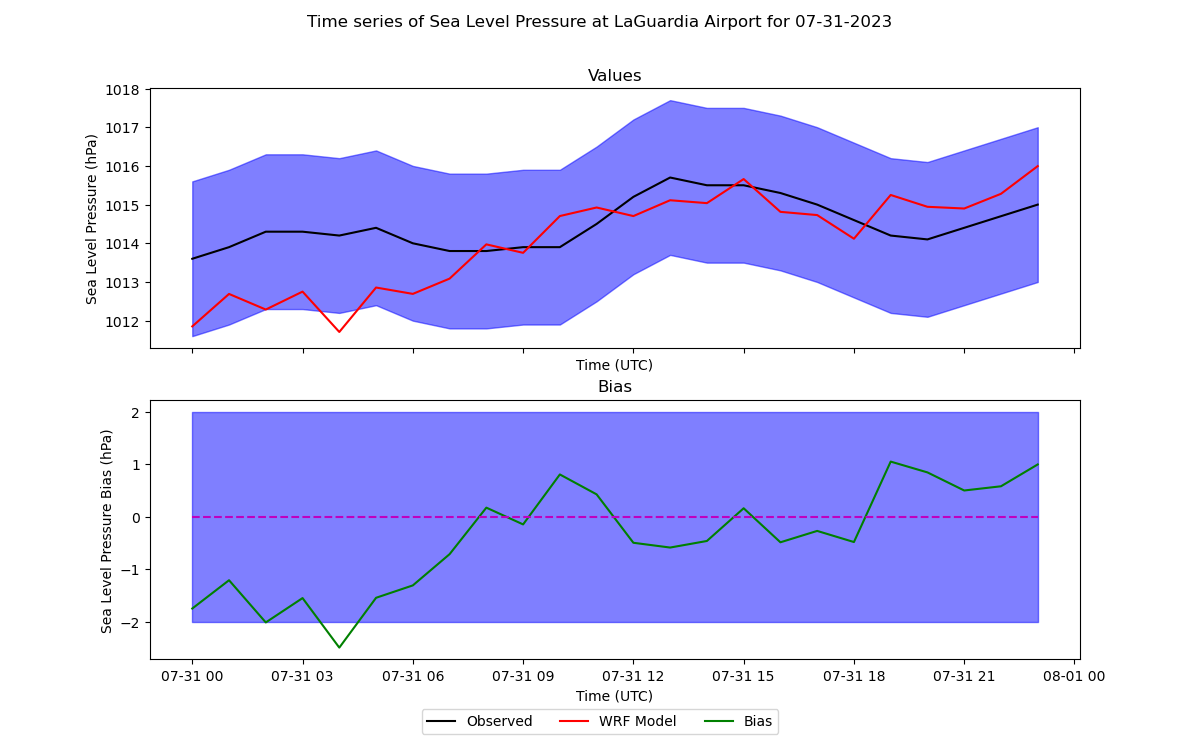 Time series of Sea Level Pressure at LaGuardia Airport for 07-31-2023
Values
Sea Level Pressure (hPa)
1018
1017
1016
1015
1014
1013
1012
Time (UTC)
Bias
Sea Level Pressure Bias (hPa)
2
1
0
−1
−2
07-31 00 07-31 03 07-31 06 07-31 09 07-31 12 07-31 15 07-31 18 07-31 21 08-01 00
Time (UTC)
Observed WRF Model Bias